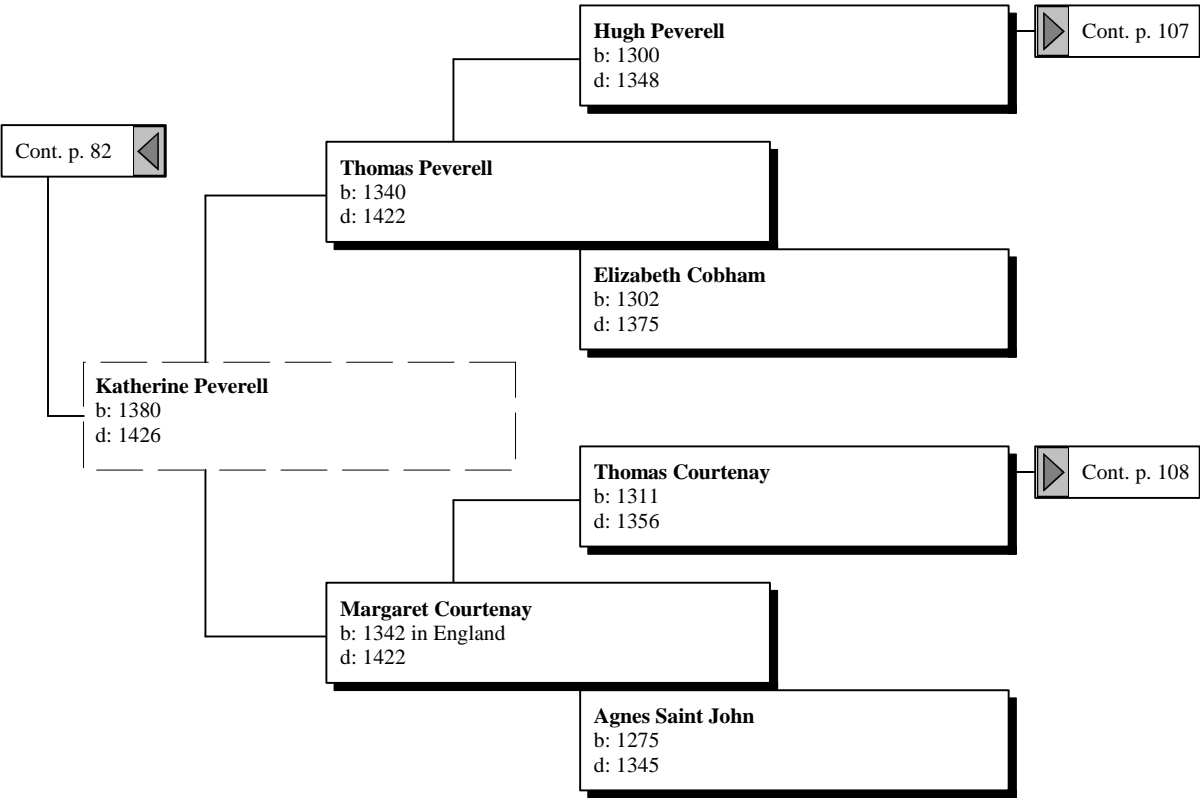 Hugh Peverell
b: 1300
d: 1348
Cont. p. 107
Cont. p. 82
Thomas Peverell
b: 1340
d: 1422
Elizabeth Cobham
b: 1302
d: 1375
Katherine Peverell
b: 1380
d: 1426
Thomas Courtenay
b: 1311
d: 1356
Cont. p. 108
Margaret Courtenay
b: 1342 in England
d: 1422
Agnes Saint John
b: 1275
d: 1345